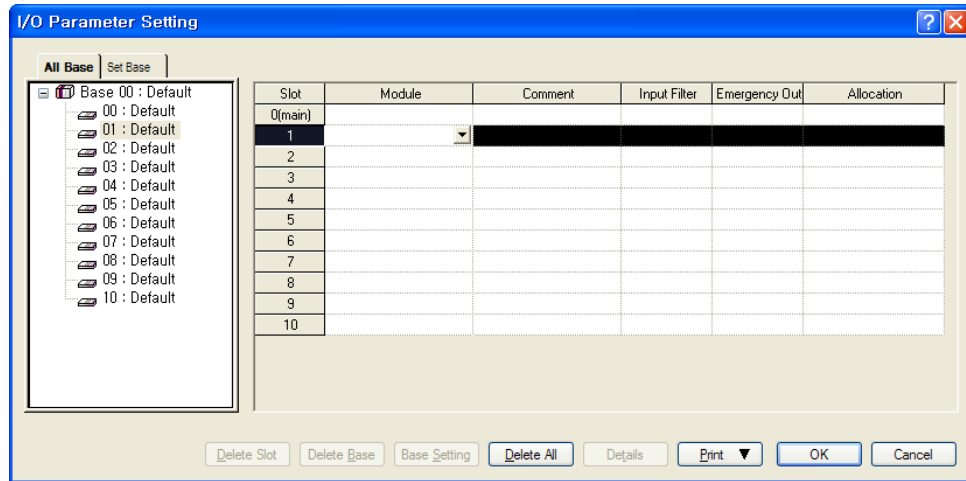 I/O Parameter Setting
All Base Set Base
Base 00 : Default
00 : Default
01 : Default
02 : Default
03 : Default
04 : Default
05 : Default
06 : Default
07 : Default
08 : Default
09 : Default
10 : Default
Slot Module Comment Input Filter Emergency Out Allocation
0(main)
1
2
3
4
5
6
7
8
9
10
Delete Slot Delete Base Base Setting Delete All Details Print ▼ OK Cancel